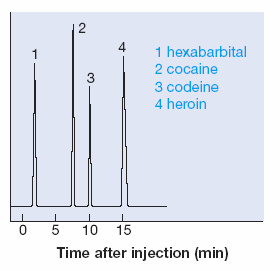 1
2
3
4
1 hexabarbital
2 cocaine
3 codeine
4 heroin
0 5 10 15
Time after injection (min)